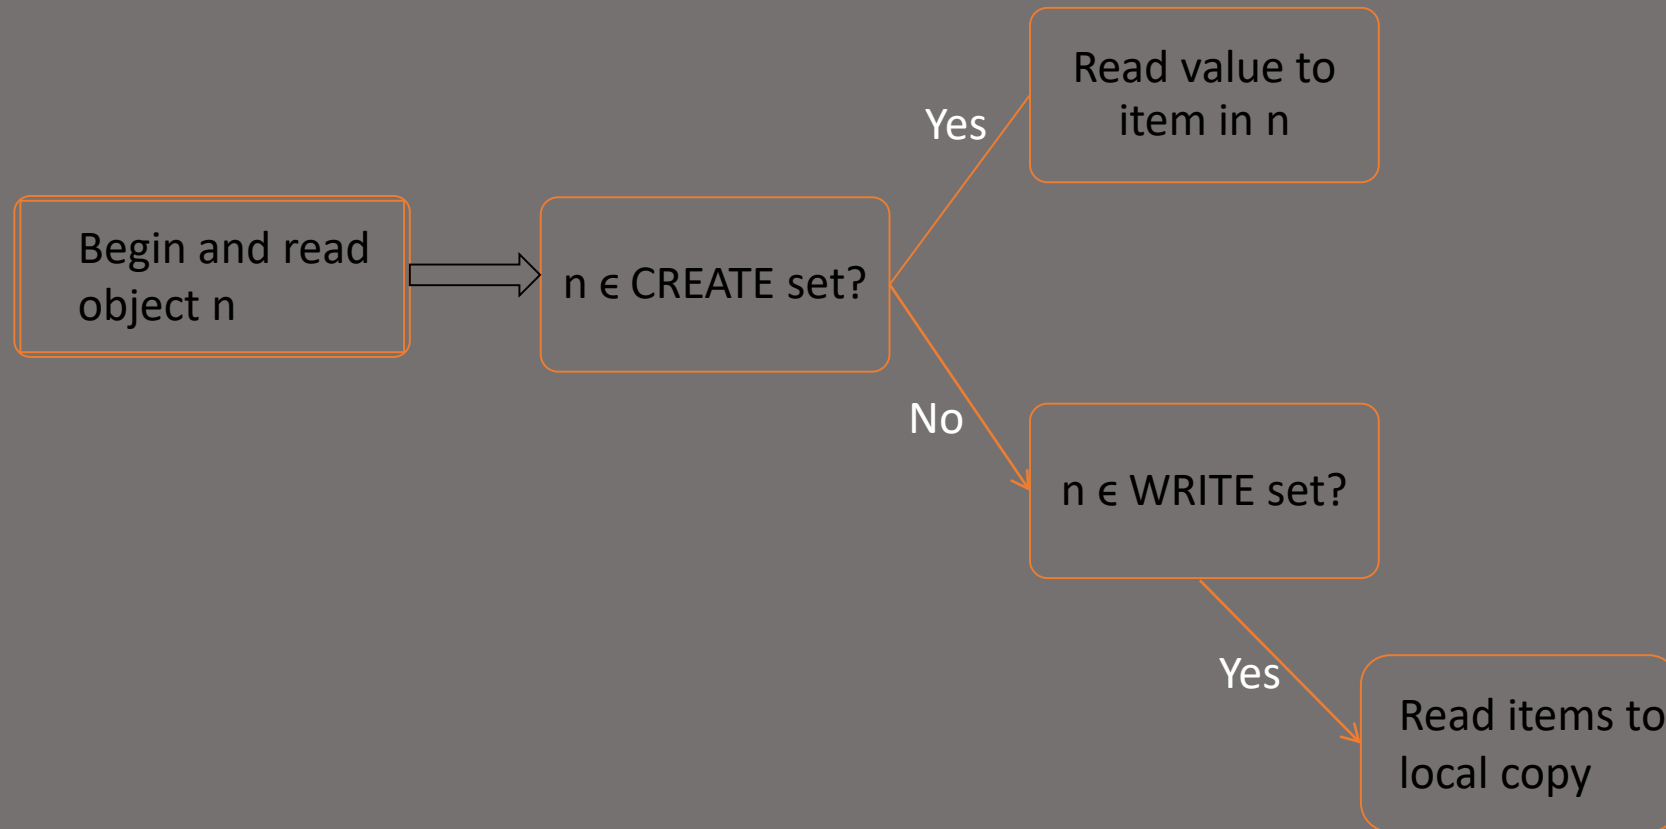 Begin and read
object n
n ϵ CREATE set?
Yes
Read value to
item in n
No
n ϵ WRITE set?
Yes
Read items to
local copy